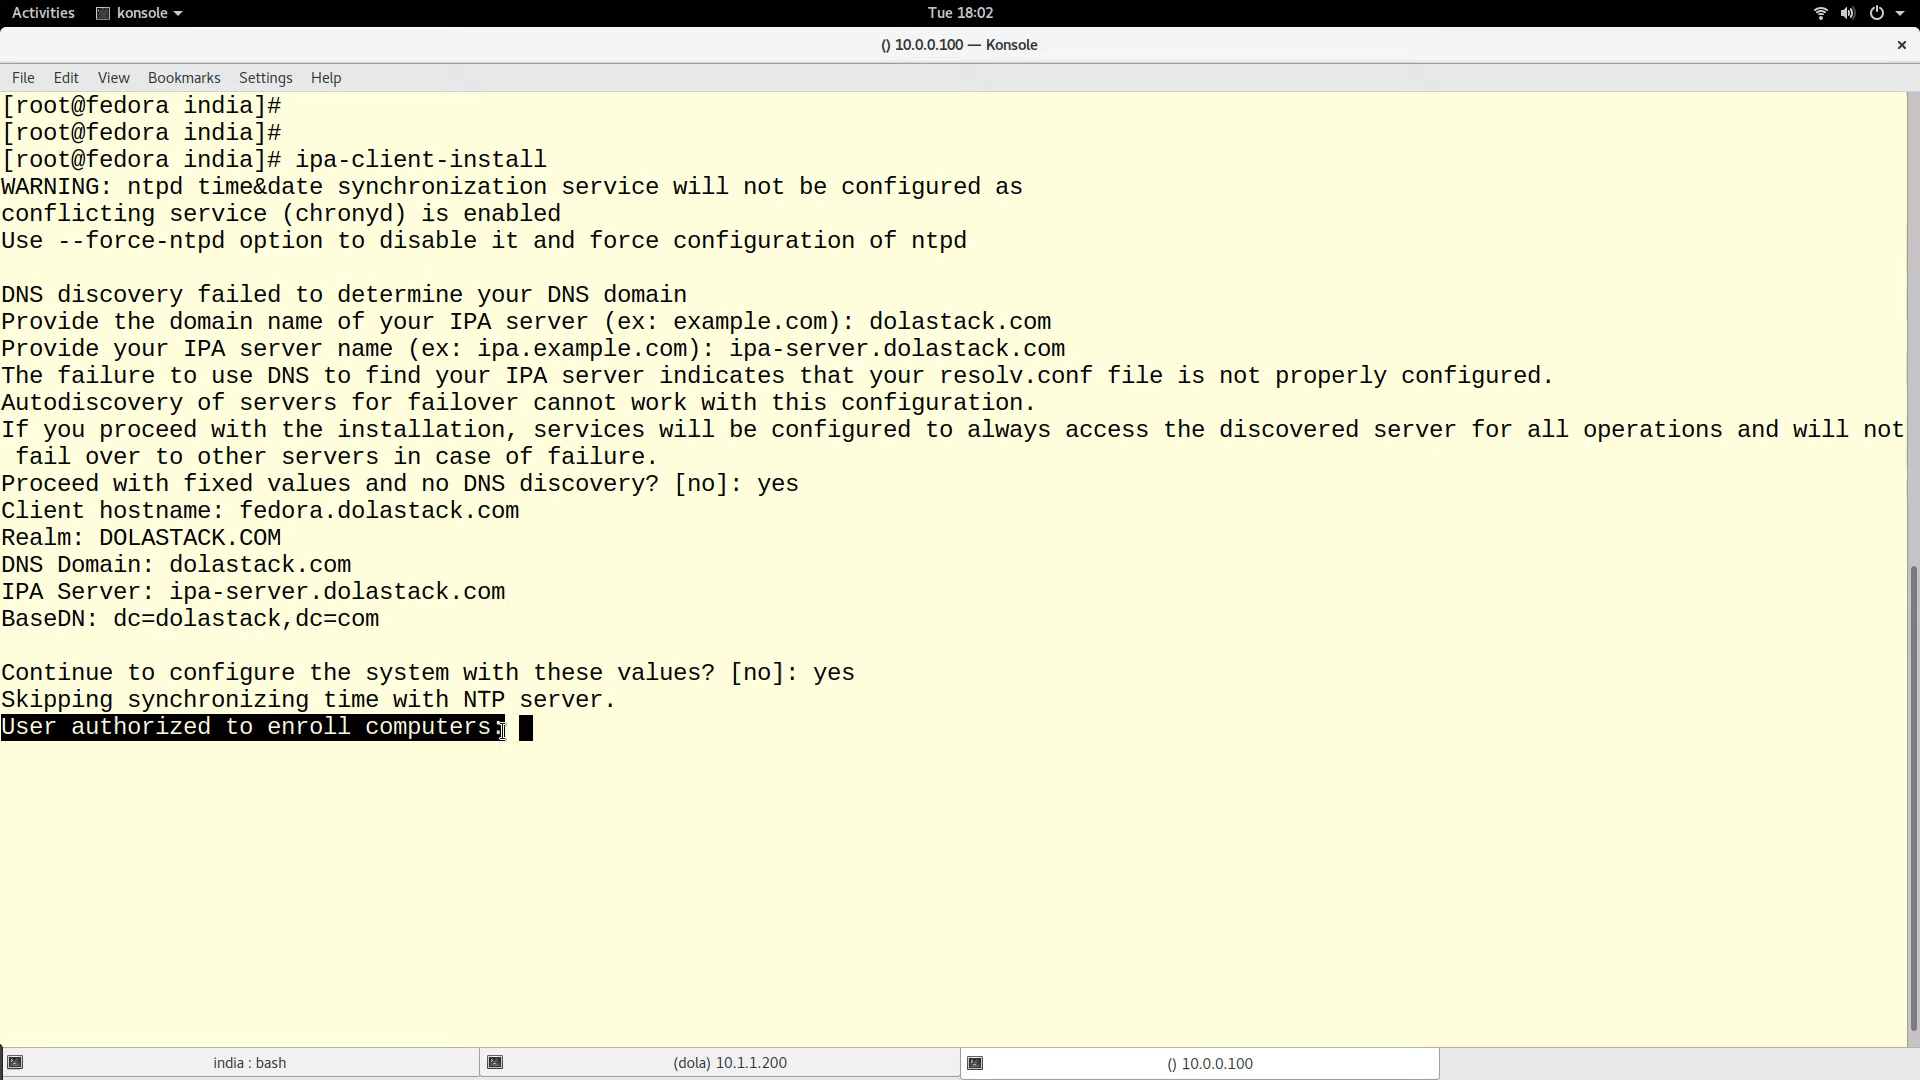 Activities konsole Tue 18:02
() 10.0.0.100 — Konsole
File Edit View Bookmarks Settings Help
[root@fedora india]#
[root@fedora india]#
[root@fedora india]# ipa-client-install
WARNING: ntpd time&date synchronization service will not be configured as
conflicting service (chronyd) is enabled
Use --force-ntpd option to disable it and force configuration of ntpd
DNS discovery failed to determine your DNS domain
Provide the domain name of your IPA server (ex: example.com): dolastack.com
Provide your IPA server name (ex: ipa.example.com): ipa-server.dolastack.com
The failure to use DNS to find your IPA server indicates that your resolv.conf file is not properly configured.
Autodiscovery of servers for failover cannot work with this configuration.
If you proceed with the installation, services will be configured to always access the discovered server for all operations and will not
fail over to other servers in case of failure.
Proceed with fixed values and no DNS discovery? [no]: yes
Client hostname: fedora.dolastack.com
Realm: DOLASTACK.COM
DNS Domain: dolastack.com
IPA Server: ipa-server.dolastack.com
BaseDN: dc=dolastack,dc=com
Continue to configure the system with these values? [no]: yes
Skipping synchronizing time with NTP server.
User authorized to enroll computers:
india : bash (dola) 10.1.1.200 () 10.0.0.100